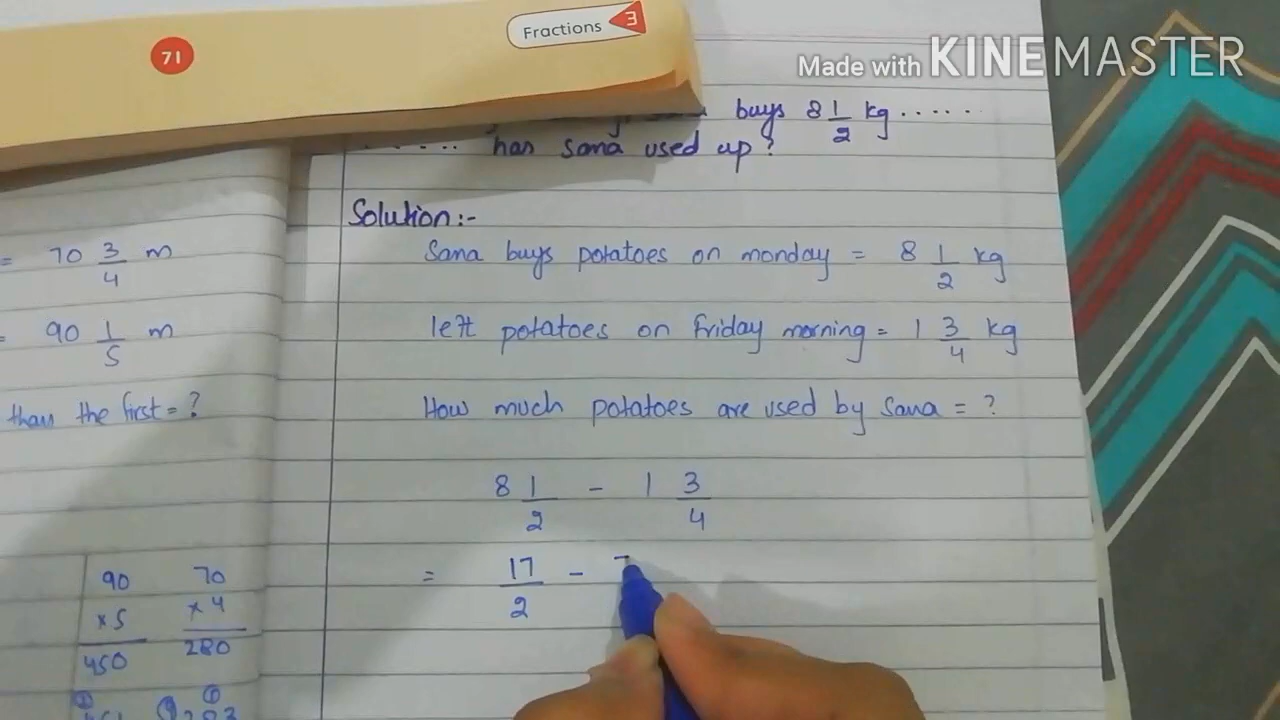 71
Fractions 3
Made with KINEMASTER
buys 8 1/2 kg ......
...... has sana used up?
= 70 3/4 m
= 90 1/5 m
than the first = ?
90 70
×5 ×4
450 280
Solution:-
Sana buys potatoes on monday = 8 1/2 kg
left potatoes on Friday morning = 1 3/4 kg
How much potatoes are used by Sana = ?
8 1/2 - 1 3/4
= 17/2 -